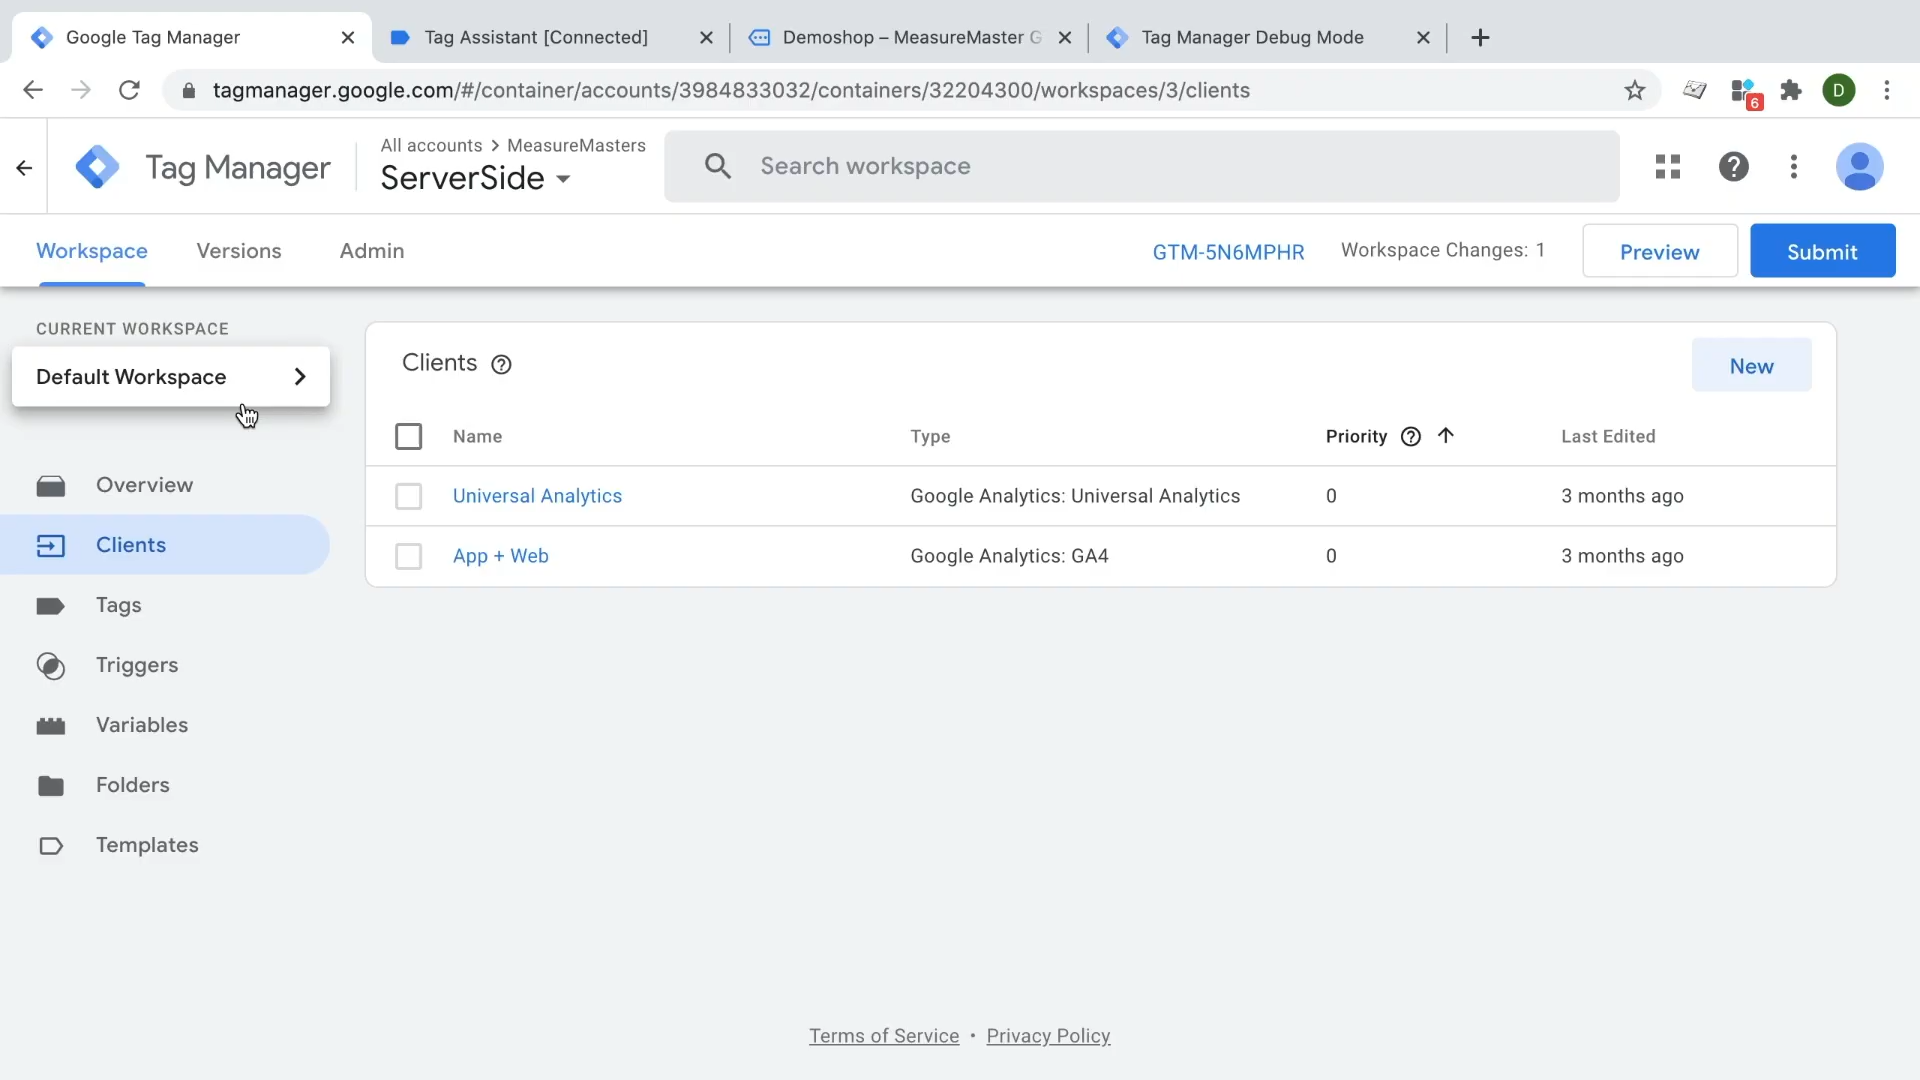 Google Tag Manager
Tag Assistant [Connected]
Demoshop – MeasureMaster G
Tag Manager Debug Mode
tagmanager.google.com/#/container/accounts/3984833032/containers/32204300/workspaces/3/clients
6
D
Tag Manager
All accounts > MeasureMasters
ServerSide
Search workspace
Workspace
Versions
Admin
GTM-5N6MPHR
Workspace Changes: 1
Preview
Submit
CURRENT WORKSPACE
Default Workspace
Overview
Clients
Tags
Triggers
Variables
Folders
Templates
Clients
New
Name Type Priority Last Edited
Universal Analytics Google Analytics: Universal Analytics 0 3 months ago
App + Web Google Analytics: GA4 0 3 months ago
Terms of Service • Privacy Policy